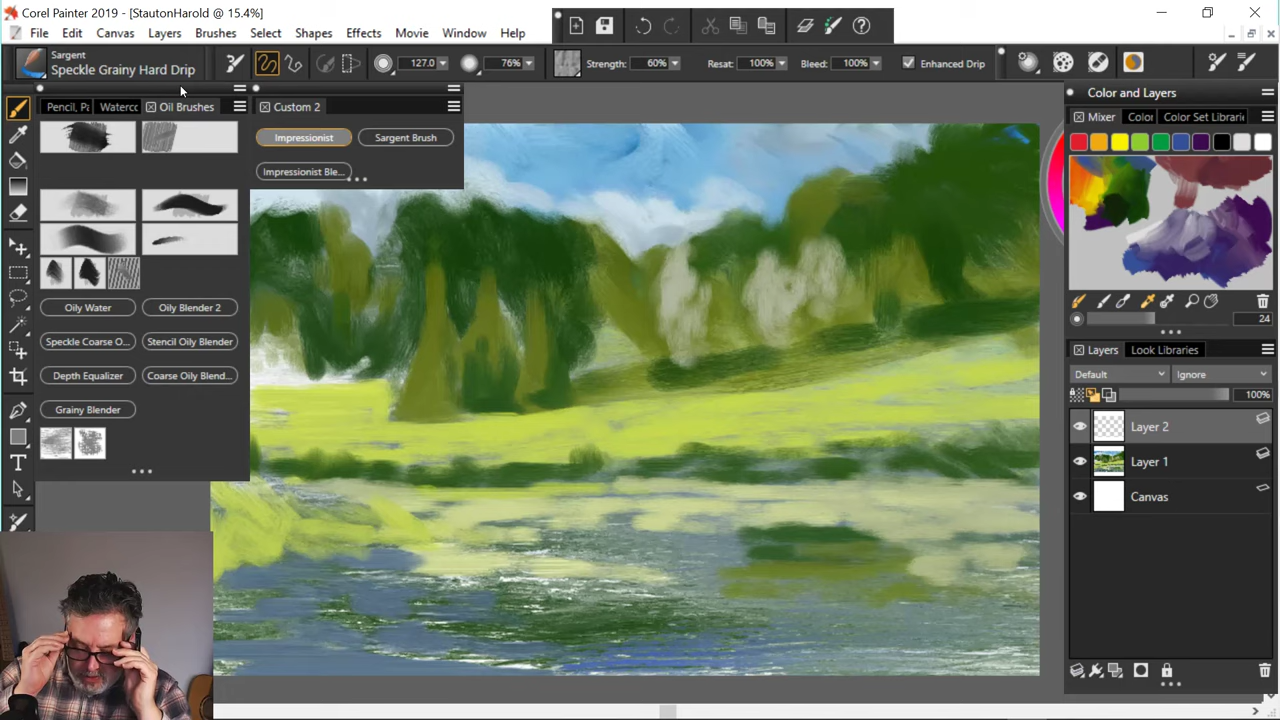 Corel Painter 2019 - [StautonHarold @ 15.4%]
File Edit Canvas Layers Brushes Select Shapes Effects Movie Window Help
Sargent
Speckle Grainy Hard Drip
127.0
76%
Strength: 60%
Resat: 100%
Bleed: 100%
Enhanced Drip
Pencil, Pa
Waterco
Oil Brushes
Custom 2
Impressionist
Sargent Brush
Impressionist Ble...
Oily Water
Oily Blender 2
Speckle Coarse O...
Stencil Oily Blender
Depth Equalizer
Coarse Oily Blend...
Grainy Blender
Color and Layers
Mixer
Color
Color Set Librarie
24
Layers
Look Libraries
Default
Ignore
100%
Layer 2
Layer 1
Canvas